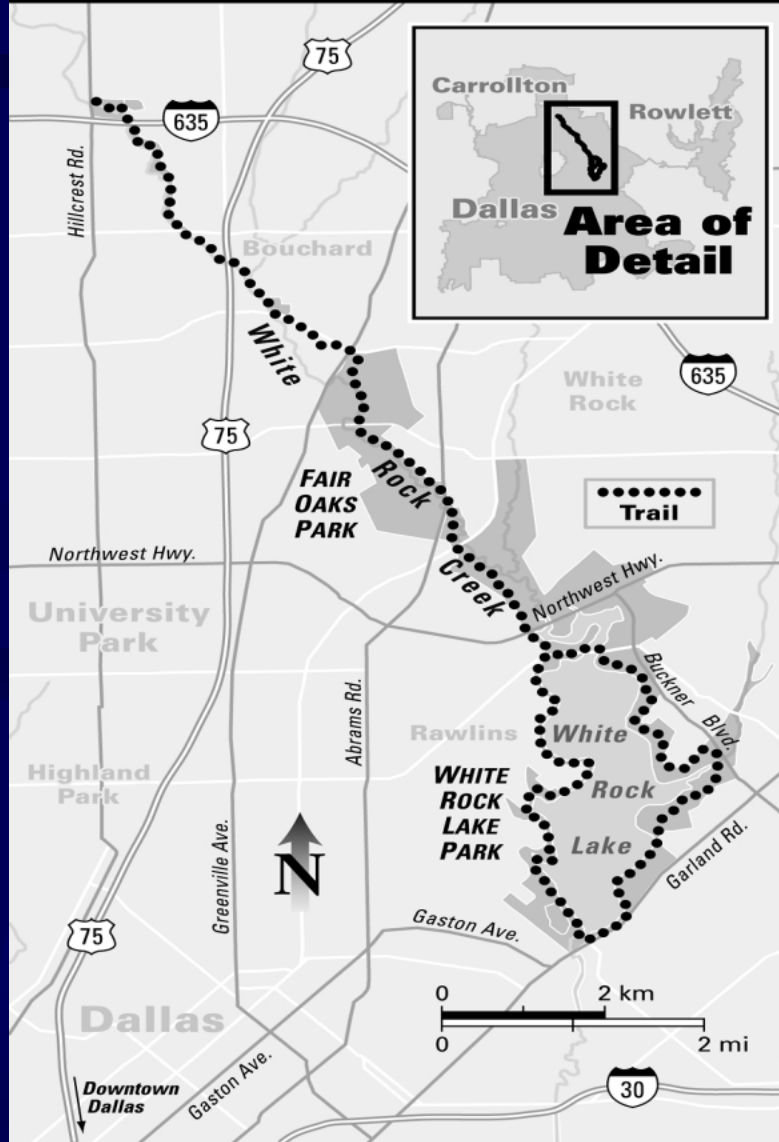 75
75
635
Hillcrest Rd.
Carrollton
Rowlett
Dallas
Area of
Detail
Bouchard
White
635
White
Rock
75
Rock
FAIR
OAKS
PARK
Trail
Creek
Northwest Hwy.
Northwest Hwy.
University
Park
Buckner Blvd.
Abrams Rd.
Rawlins
White
Rock
Lake
WHITE
ROCK
LAKE
PARK
Highland
Park
Greenville Ave.
N
Garland Rd.
Gaston Ave.
75
0 2 km
0 2 mi
Dallas
Gaston Ave.
Downtown
Dallas
30